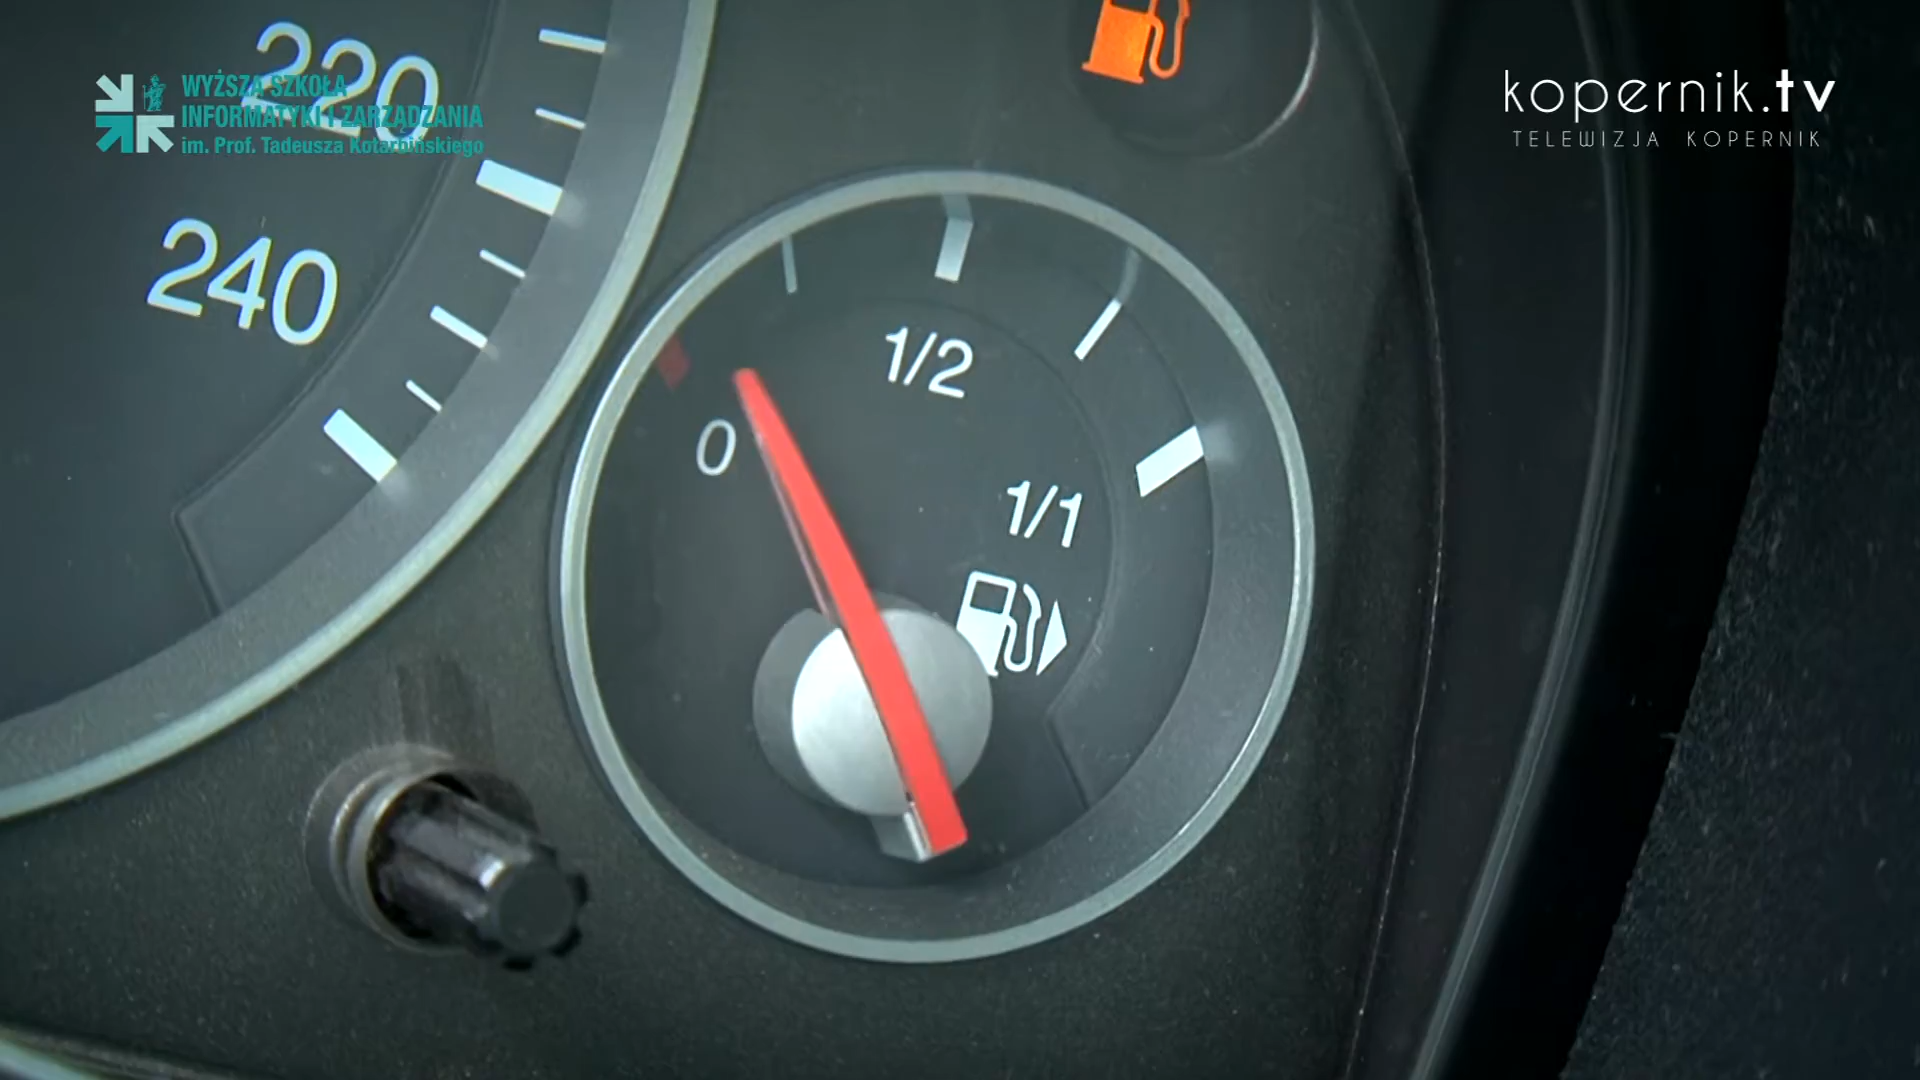 WYŻSZA SZKOŁA
INFORMATYKI I ZARZĄDZANIA
im. Prof. Tadeusza Kotarbińskiego
kopernik.tv
TELEWIZJA KOPERNIK
220
240
1/2
0
1/1